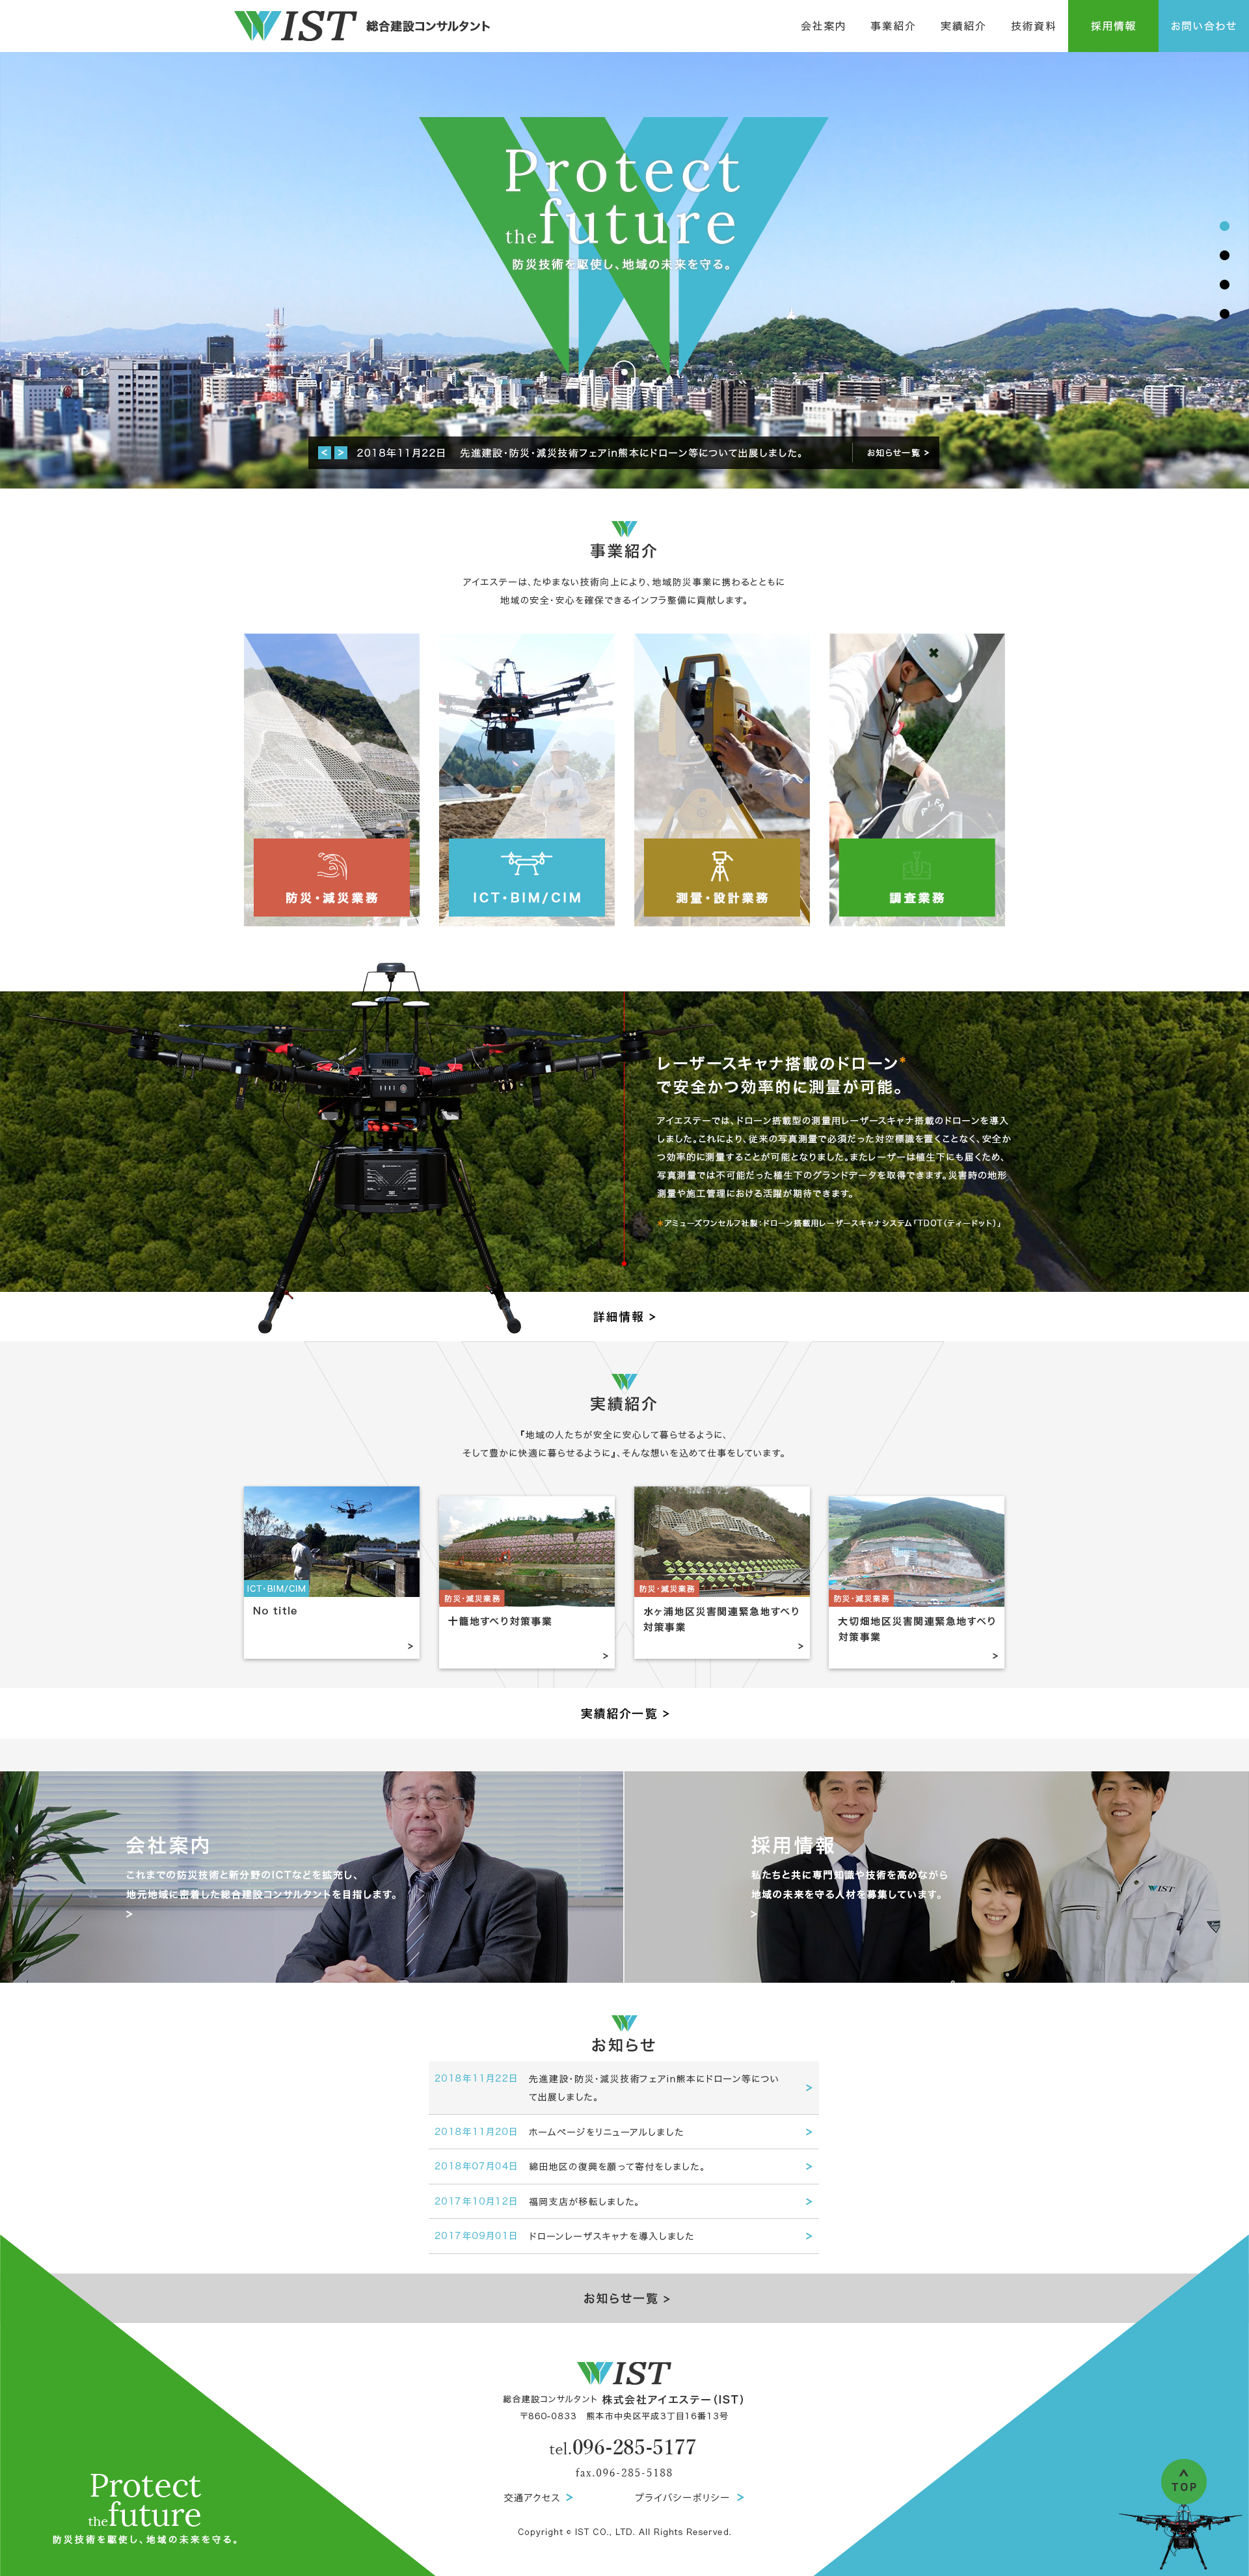 WIST 総合建設コンサルタント
会社案内 事業紹介 実績紹介 技術資料 採用情報 お問い合わせ
Protect
the future
防災技術を駆使し、地域の未来を守る。
< > 2018年11月22日 先進建設・防災・減災技術フェアin熊本にドローン等について出展しました。 お知らせ一覧 >
事業紹介
アイエステーは、たゆまない技術向上により、地域防災事業に携わるとともに
地域の安全・安心を確保できるインフラ整備に貢献します。
防災・減災業務
ICT・BIM/CIM
測量・設計業務
調査業務
レーザースキャナ搭載のドローン*
で安全かつ効率的に測量が可能。
アイエステーでは、ドローン搭載型の測量用レーザースキャナ搭載のドローンを導入
しました。これにより、従来の写真測量で必須だった対空標識を置くことなく、安全か
つ効率的に測量することが可能となりました。またレーザーは植生下にも届くため、
写真測量では不可能だった植生下のグランドデータを取得できます。災害時の地形
測量や施工管理における活躍が期待できます。
*アミューズワンセルフ社製：ドローン搭載用レーザースキャナシステム「TDOT（ティードット）」
詳細情報 >
実績紹介
『地域の人たちが安全に安心して暮らせるように、
そして豊かに快適に暮らせるように』、そんな想いを込めて仕事をしています。
ICT・BIM/CIM
No title
>
防災・減災業務
十籠地すべり対策事業
>
防災・減災業務
水ヶ浦地区災害関連緊急地すべり
対策事業
>
防災・減災業務
大切畑地区災害関連緊急地すべり
対策事業
>
実績紹介一覧 >
会社案内
これまでの防災技術と新分野のICTなどを拡充し、
地元地域に密着した総合建設コンサルタントを目指します。
>
採用情報
私たちと共に専門知識や技術を高めながら
地域の未来を守る人材を募集しています。
>
WIST
お知らせ
2018年11月22日 先進建設・防災・減災技術フェアin熊本にドローン等につい
て出展しました。 >
2018年11月20日 ホームページをリニューアルしました >
2018年07月04日 綿田地区の復興を願って寄付をしました。 >
2017年10月12日 福岡支店が移転しました。 >
2017年09月01日 ドローンレーザスキャナを導入しました >
お知らせ一覧 >
WIST
総合建設コンサルタント 株式会社アイエステー（IST）
〒860-0833 熊本市中央区平成3丁目16番13号
tel.096-285-5177
fax.096-285-5188
交通アクセス > プライバシーポリシー >
Copyright © IST CO., LTD. All Rights Reserved.
Protect
the future
防災技術を駆使し、地域の未来を守る。
TOP